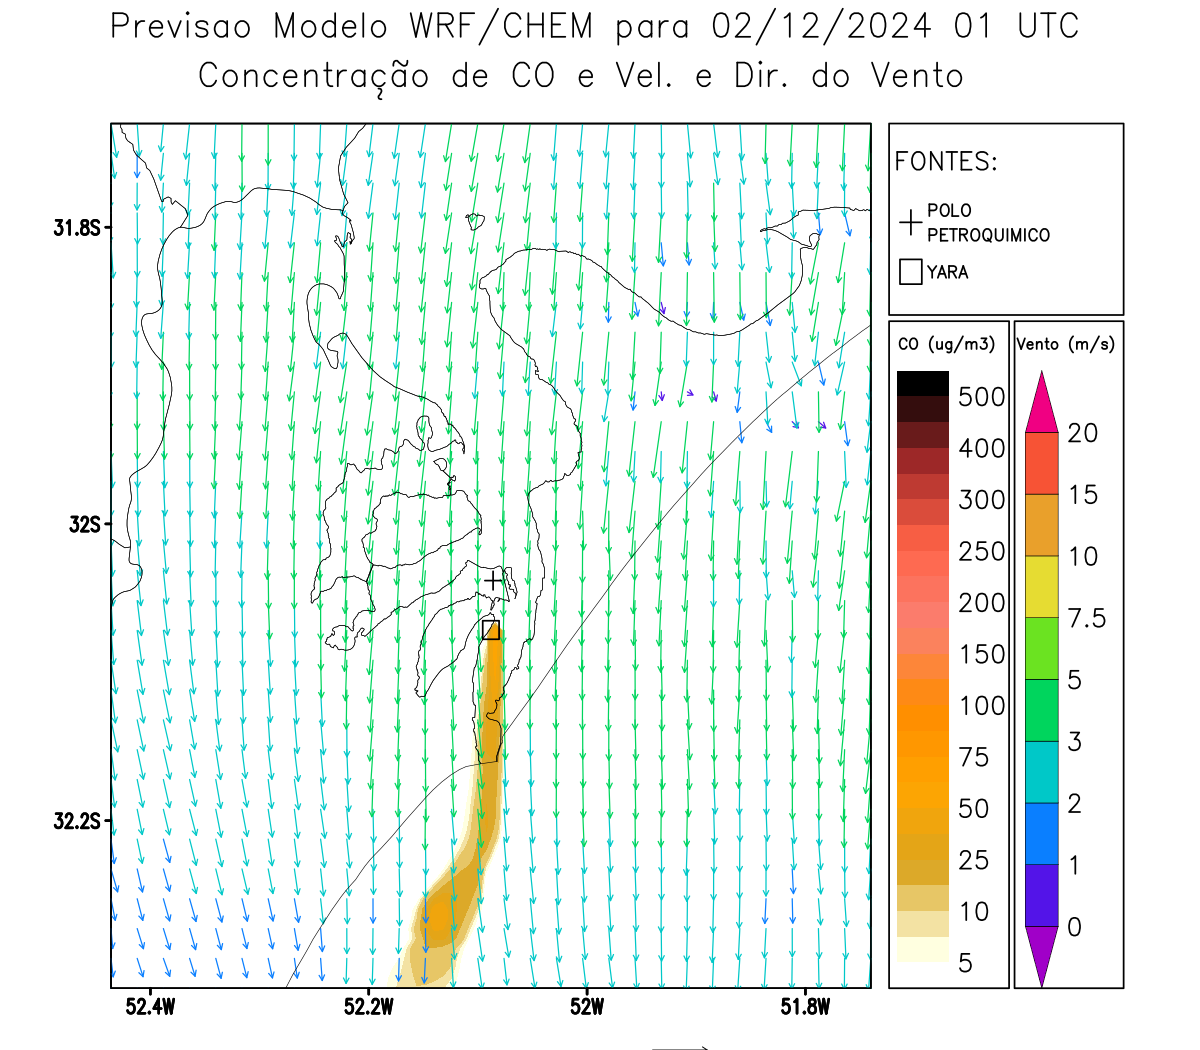 Previsao Modelo WRF/CHEM para 02/12/2024 01 UTC
Concentração de CO e Vel. e Dir. do Vento
FONTES:
POLO
PETROQUIMICO
YARA
CO (ug/m3)
500
400
300
250
200
150
100
75
50
25
10
5
Vento (m/s)
20
15
10
7.5
5
3
2
1
0
31.8S
32S
32.2S
52.4W
52.2W
52W
51.8W